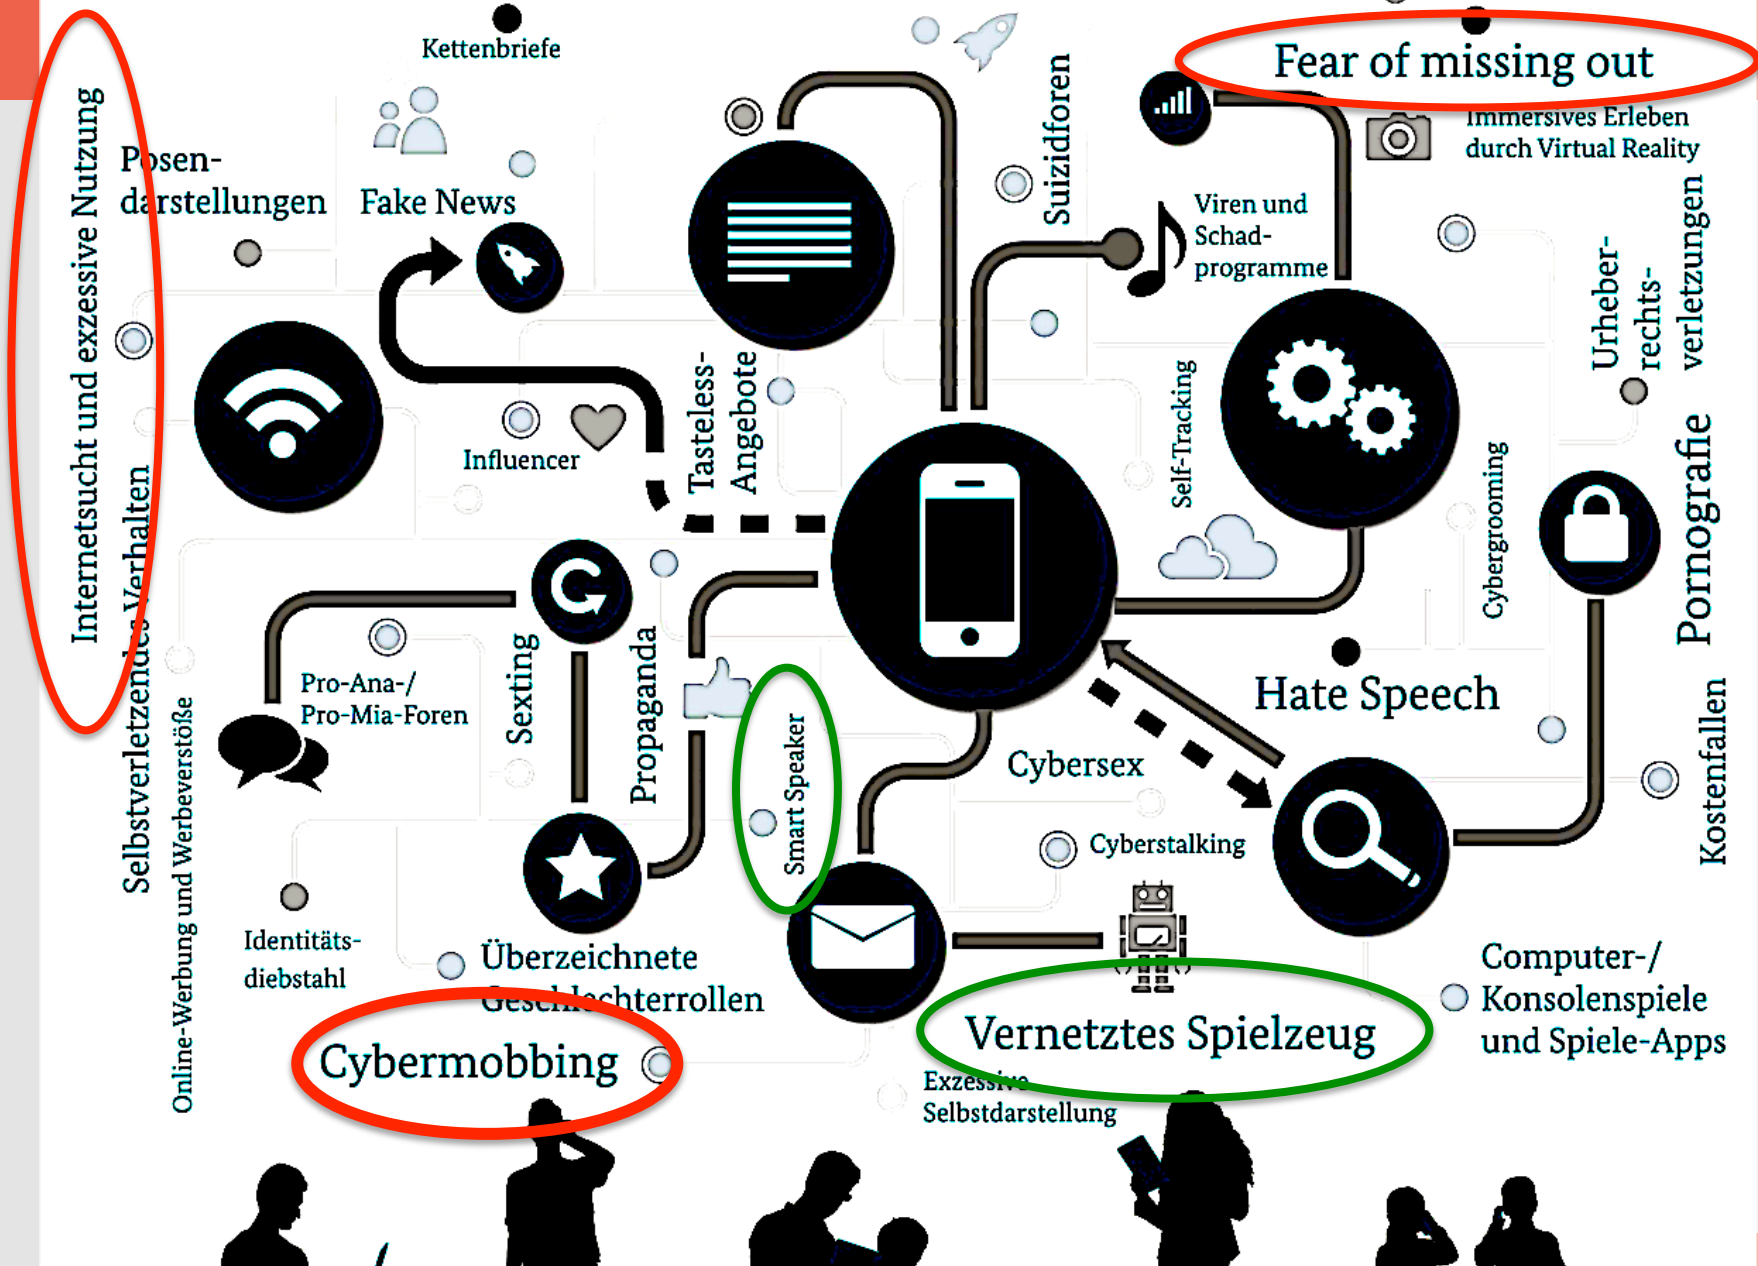 Kettenbriefe
Fear of missing out
Immersives Erleben
durch Virtual Reality
Internetsucht und exzessive Nutzung
Posen-
darstellungen
Fake News
Suizidforen
Viren und
Schad-
programme
Urheber-
rechts-
verletzungen
Influencer
Tasteless-
Angebote
Self-Tracking
Cybergrooming
Pornografie
Selbstverletzendes Verhalten
Pro-Ana-/
Pro-Mia-Foren
Sexting
Propaganda
Smart Speaker
Hate Speech
Cybersex
Cyberstalking
Kostenfallen
Online-Werbung und Werbeverstöße
Identitäts-
diebstahl
Überzeichnete
Geschlechterrollen
Cybermobbing
Vernetztes Spielzeug
Exzessive
Selbstdarstellung
Computer-/
Konsolenspiele
und Spiele-Apps